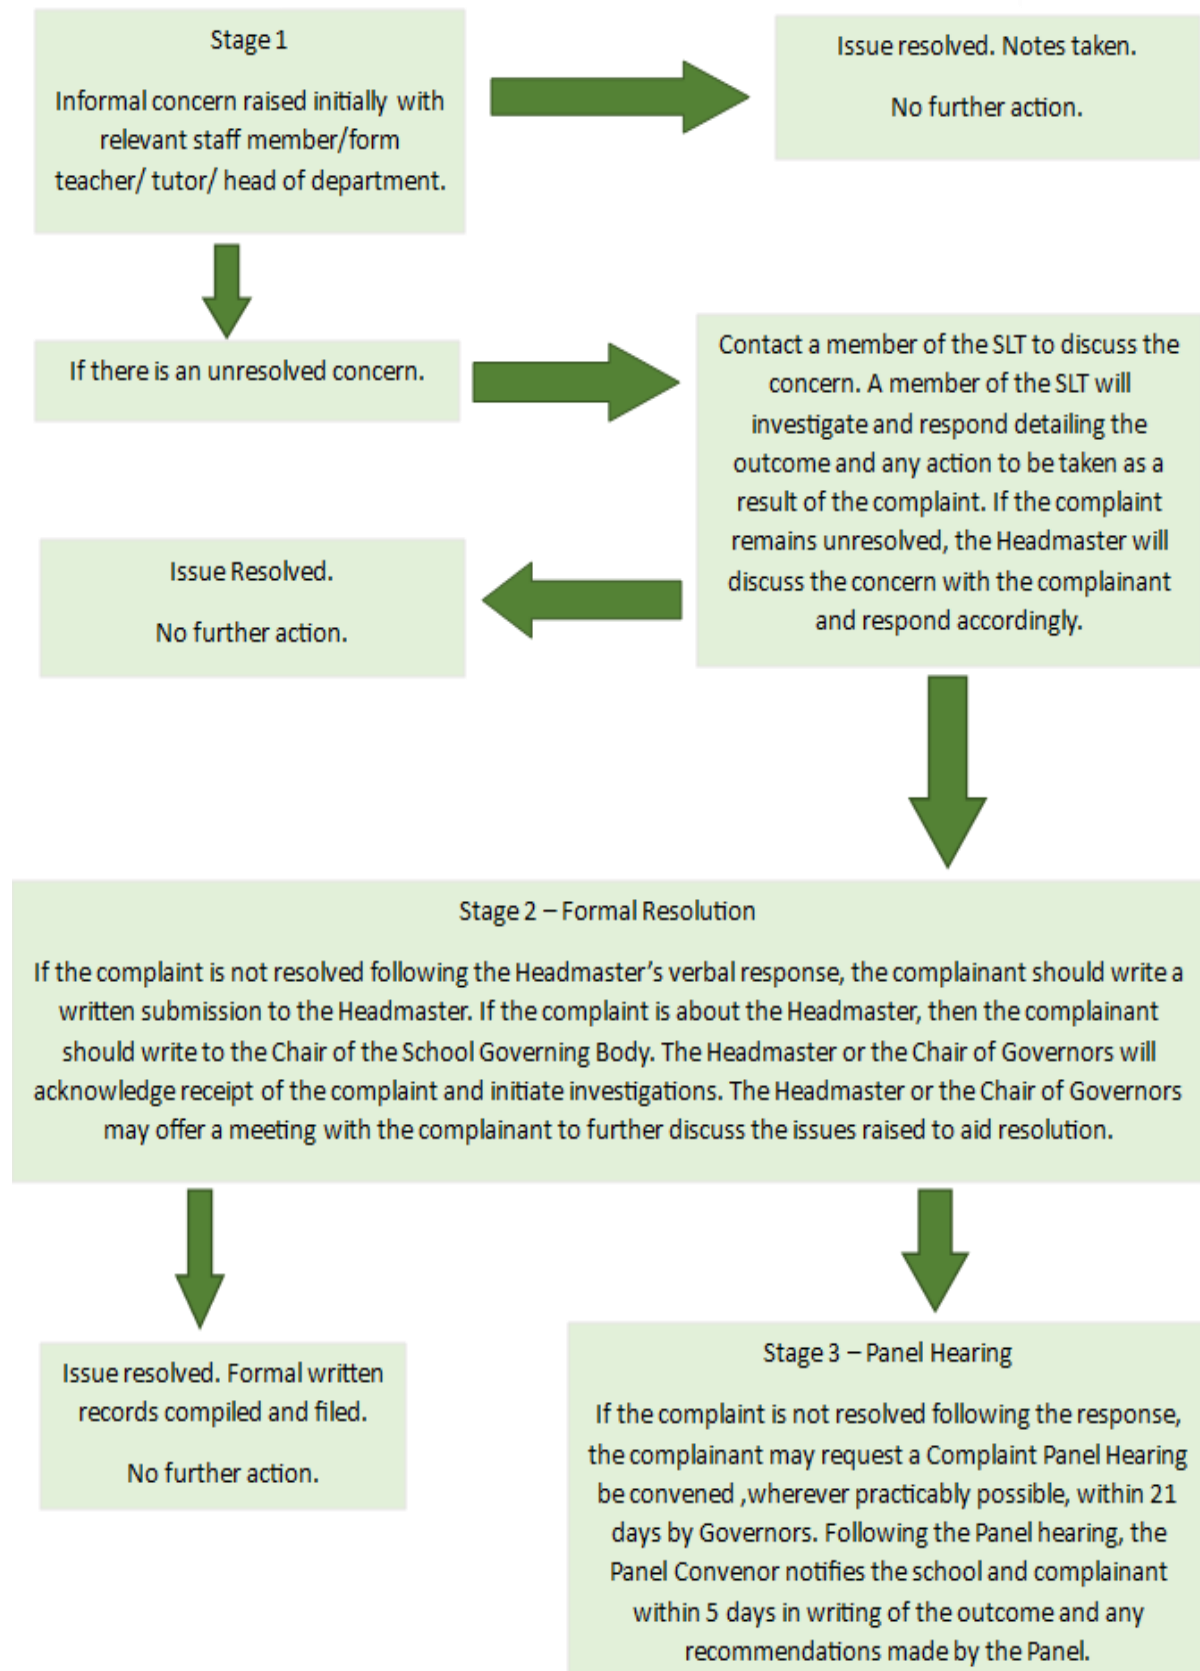 Stage 1
Informal concern raised initially with
relevant staff member/form
teacher/ tutor/ head of department.
Issue resolved. Notes taken.
No further action.
If there is an unresolved concern.
Contact a member of the SLT to discuss the
concern. A member of the SLT will
investigate and respond detailing the
outcome and any action to be taken as a
result of the complaint. If the complaint
remains unresolved, the Headmaster will
discuss the concern with the complainant
and respond accordingly.
Issue Resolved.
No further action.
Stage 2 – Formal Resolution
If the complaint is not resolved following the Headmaster’s verbal response, the complainant should write a
written submission to the Headmaster. If the complaint is about the Headmaster, then the complainant
should write to the Chair of the School Governing Body. The Headmaster or the Chair of Governors will
acknowledge receipt of the complaint and initiate investigations. The Headmaster or the Chair of Governors
may offer a meeting with the complainant to further discuss the issues raised to aid resolution.
Issue resolved. Formal written
records compiled and filed.
No further action.
Stage 3 – Panel Hearing
If the complaint is not resolved following the response,
the complainant may request a Complaint Panel Hearing
be convened ,wherever practicably possible, within 21
days by Governors. Following the Panel hearing, the
Panel Convenor notifies the school and complainant
within 5 days in writing of the outcome and any
recommendations made by the Panel.